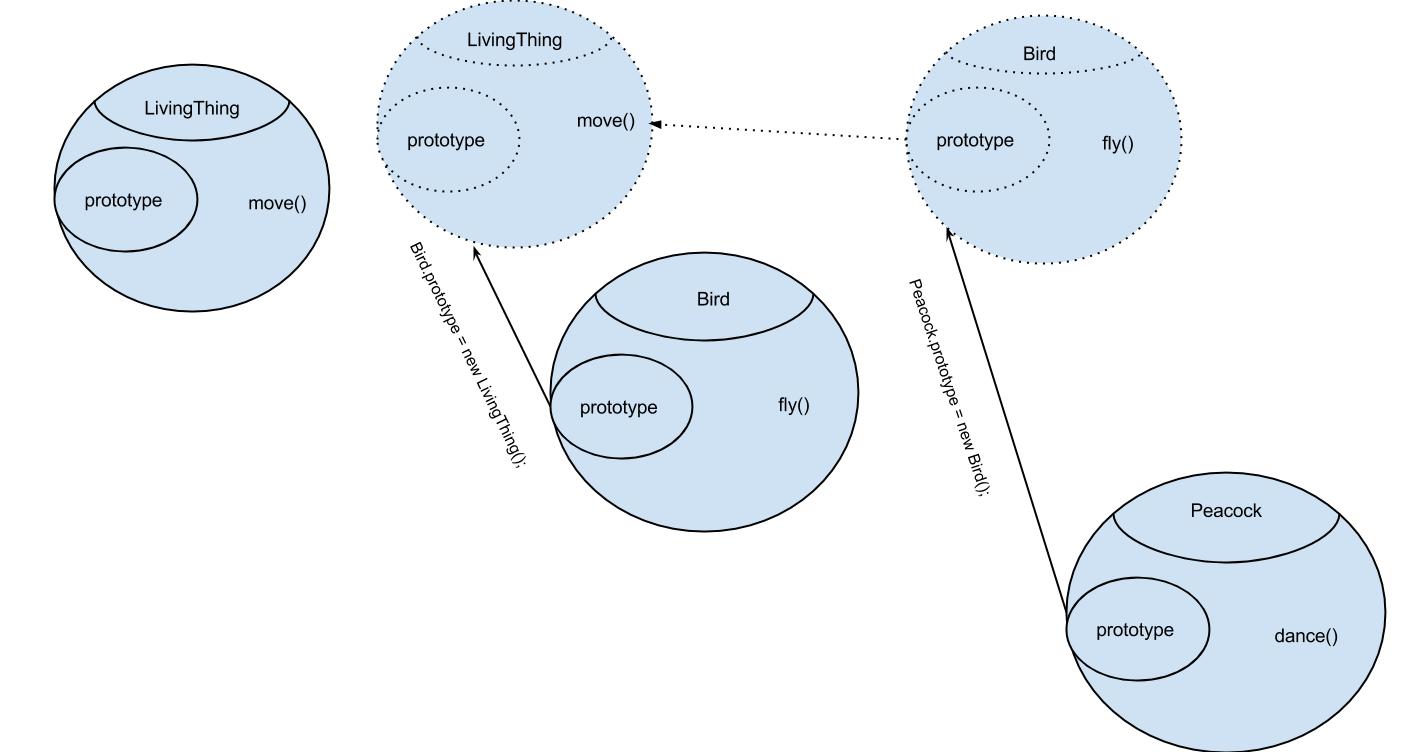 LivingThing
prototype
move()
LivingThing
prototype
move()
Bird.prototype = new LivingThing();
Bird
prototype
fly()
Bird
prototype
fly()
Peacock.prototype = new Bird();
Peacock
prototype
dance()